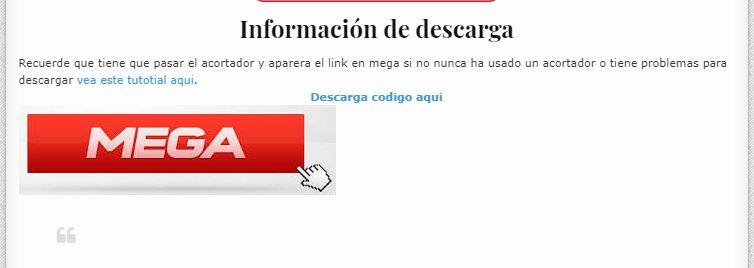 Información de descarga
Recuerde que tiene que pasar el acortador y aparera el link en mega si no nunca ha usado un acortador o tiene problemas para
descargar vea este tutotial aqui.
Descarga codigo aqui
MEGA
“